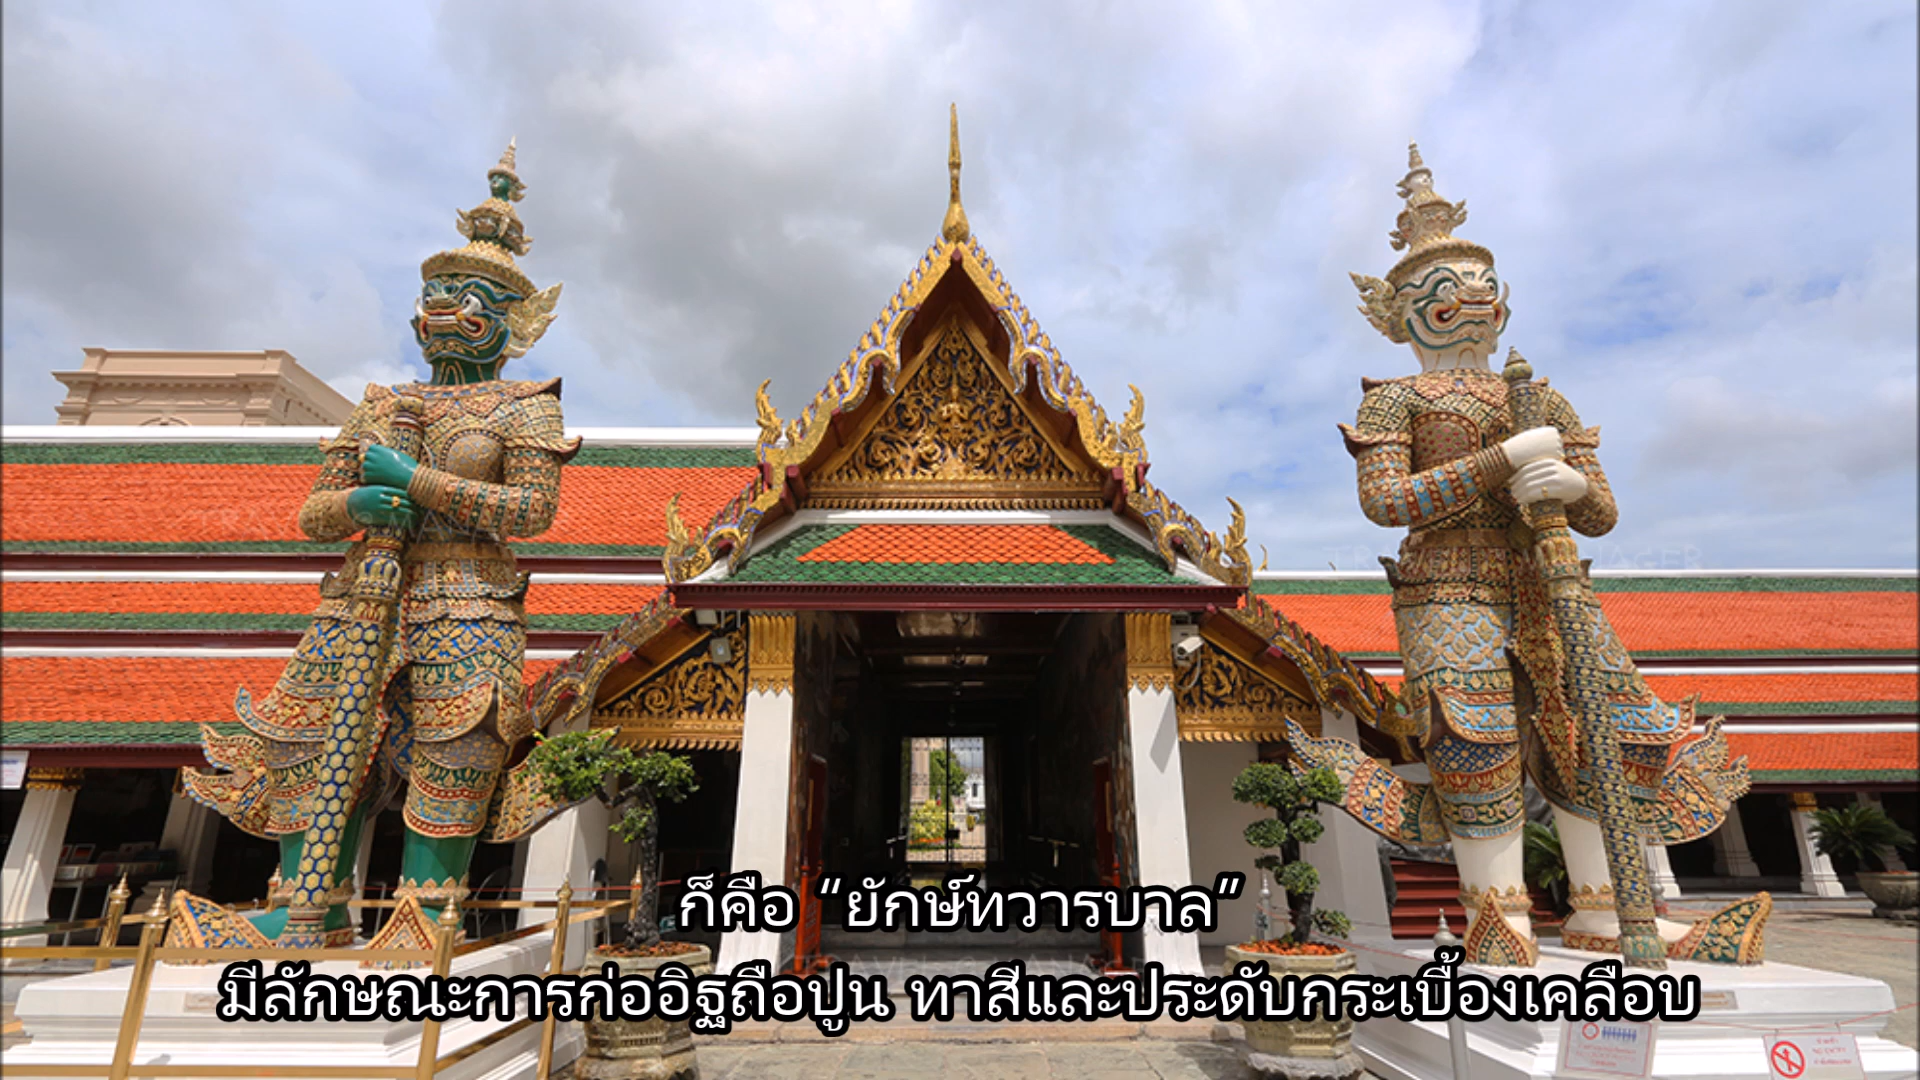 ก็คือ “ยักษ์ทวารบาล”
มีลักษณะการก่ออิฐถือปูน ทาสีและประดับกระเบื้องเคลือบ